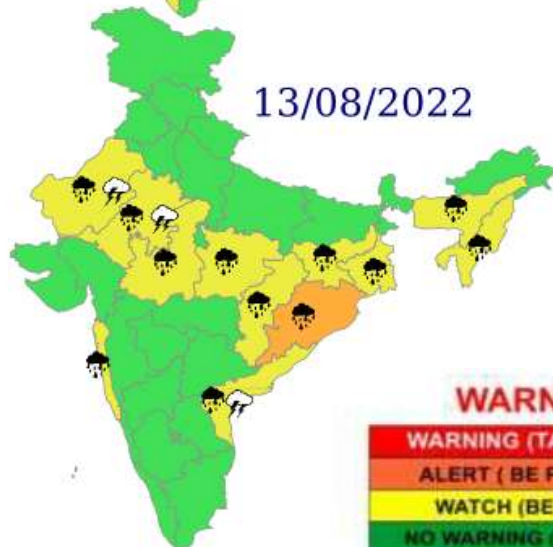 13/08/2022
WARN
WARNING (TA
ALERT ( BE P
WATCH (BE
NO WARNING (